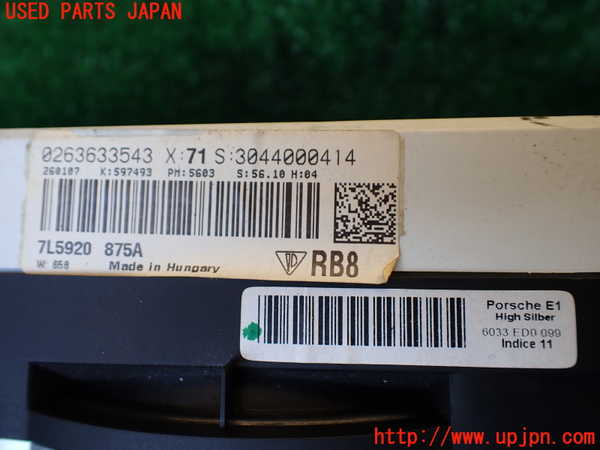 USED PARTS JAPAN
0263633543 X:71 S:3044000414
260107 K:597493 PM:5603 S:56.10 H:04
7L5920 875A
W: 658 Made in Hungary RB8
Porsche E1
High Silber
6033 ED0 099
Indice 11
http://www.upjpn.com/